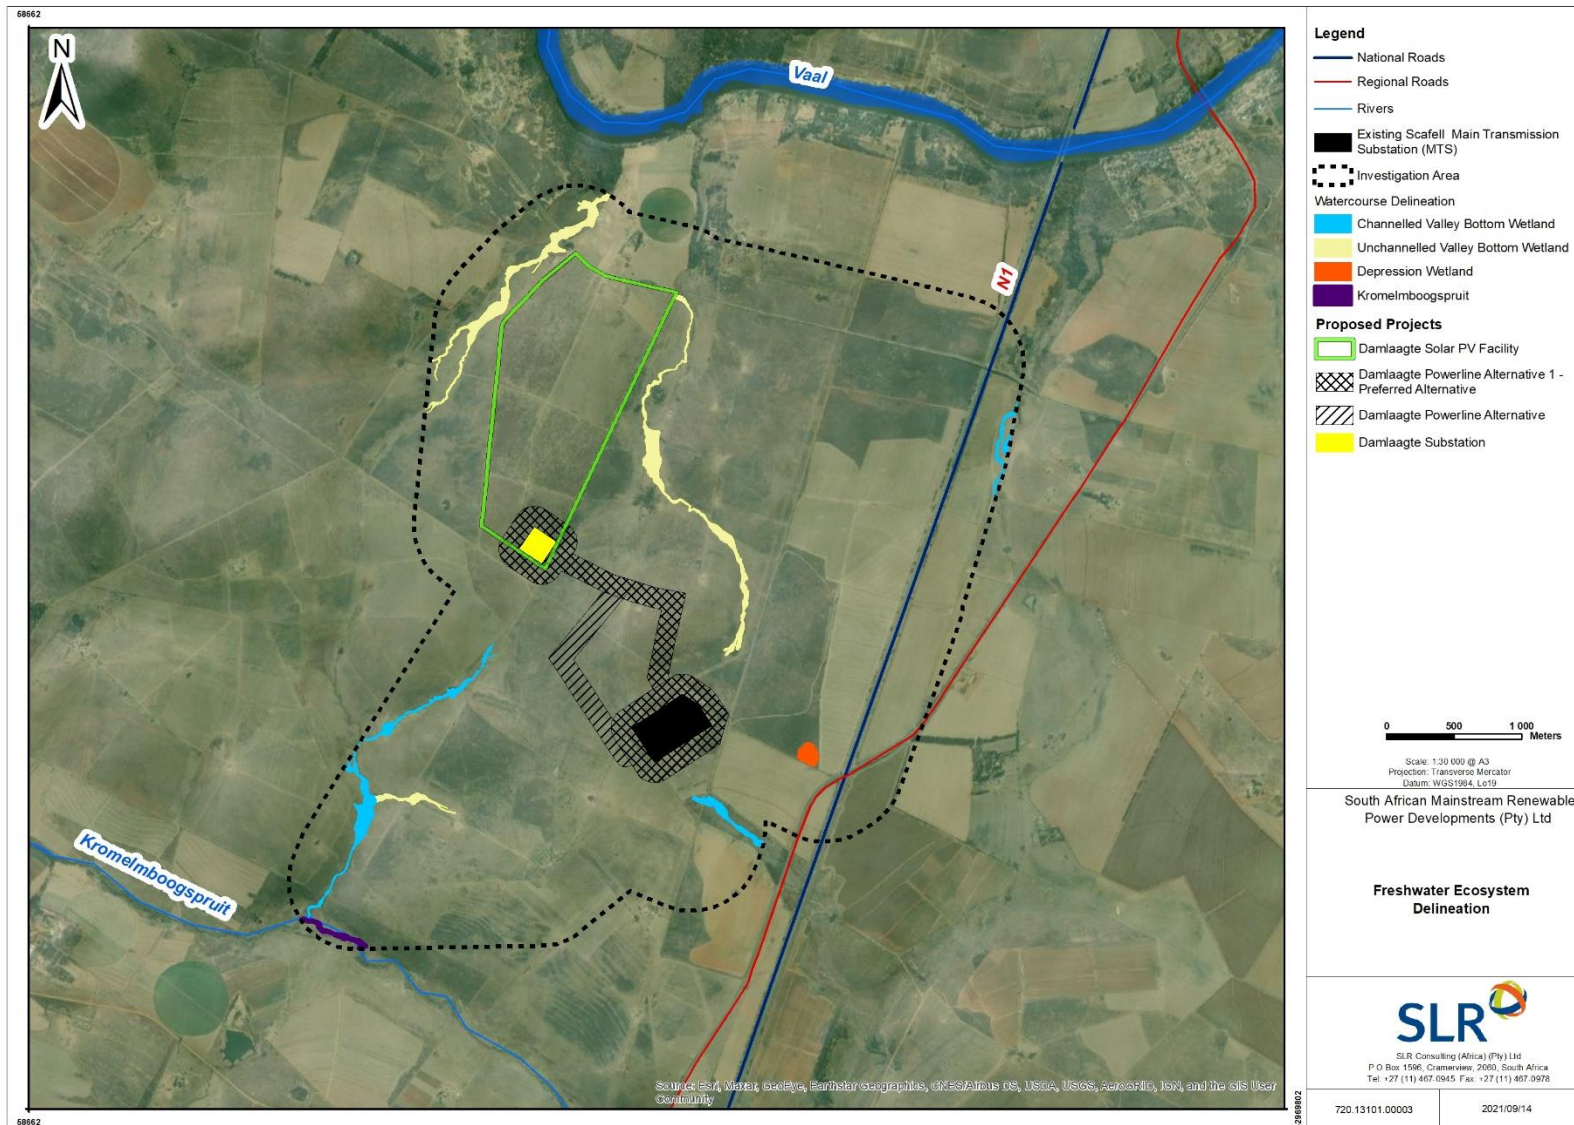 58662
N
Vaal
N1
Kromelmboogspruit
Source: Esri, Maxar, GeoEye, Earthstar Geographics, CNES/Airbus DS, USDA, USGS, AeroGRID, IGN, and the GIS User
Community
58662
-2969802
Legend
National Roads
Regional Roads
Rivers
Existing Scafell Main Transmission
Substation (MTS)
Investigation Area
Watercourse Delineation
Channelled Valley Bottom Wetland
Unchannelled Valley Bottom Wetland
Depression Wetland
Kromelmboogspruit
Proposed Projects
Damlaagte Solar PV Facility
Damlaagte Powerline Alternative 1 -
Preferred Alternative
Damlaagte Powerline Alternative
Damlaagte Substation
0 500 1 000
Meters
Scale: 1:30 000 @ A3
Projection: Transverse Mercator
Datum: WGS1984, Lo19
South African Mainstream Renewable
Power Developments (Pty) Ltd
Freshwater Ecosystem
Delineation
SLR
SLR Consulting (Africa) (Pty) Ltd
P O Box 1596, Cramerview, 2060, South Africa
Tel: +27 (11) 467-0945 Fax: +27 (11) 467-0978
720.13101.00003
2021/09/14